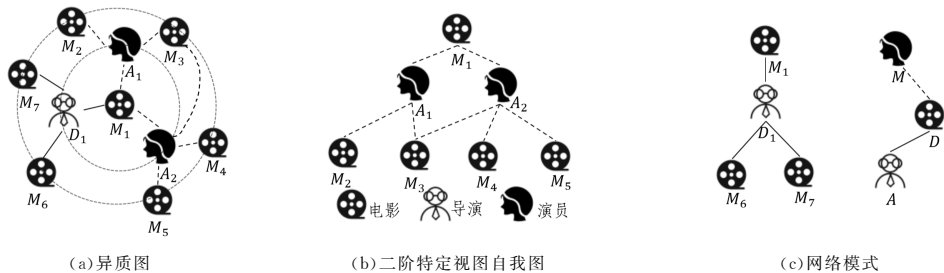 M₂
M₃
A₁
M₇
D₁
M₁
A₂
M₄
M₆
M₅
(a)异质图
M₁
A₁
A₂
M₂
M₃
M₄
M₅
电影
导演
演员
(b)二阶特定视图自我图
M₁
M
D₁
D
M₆
M₇
A
(c)网络模式